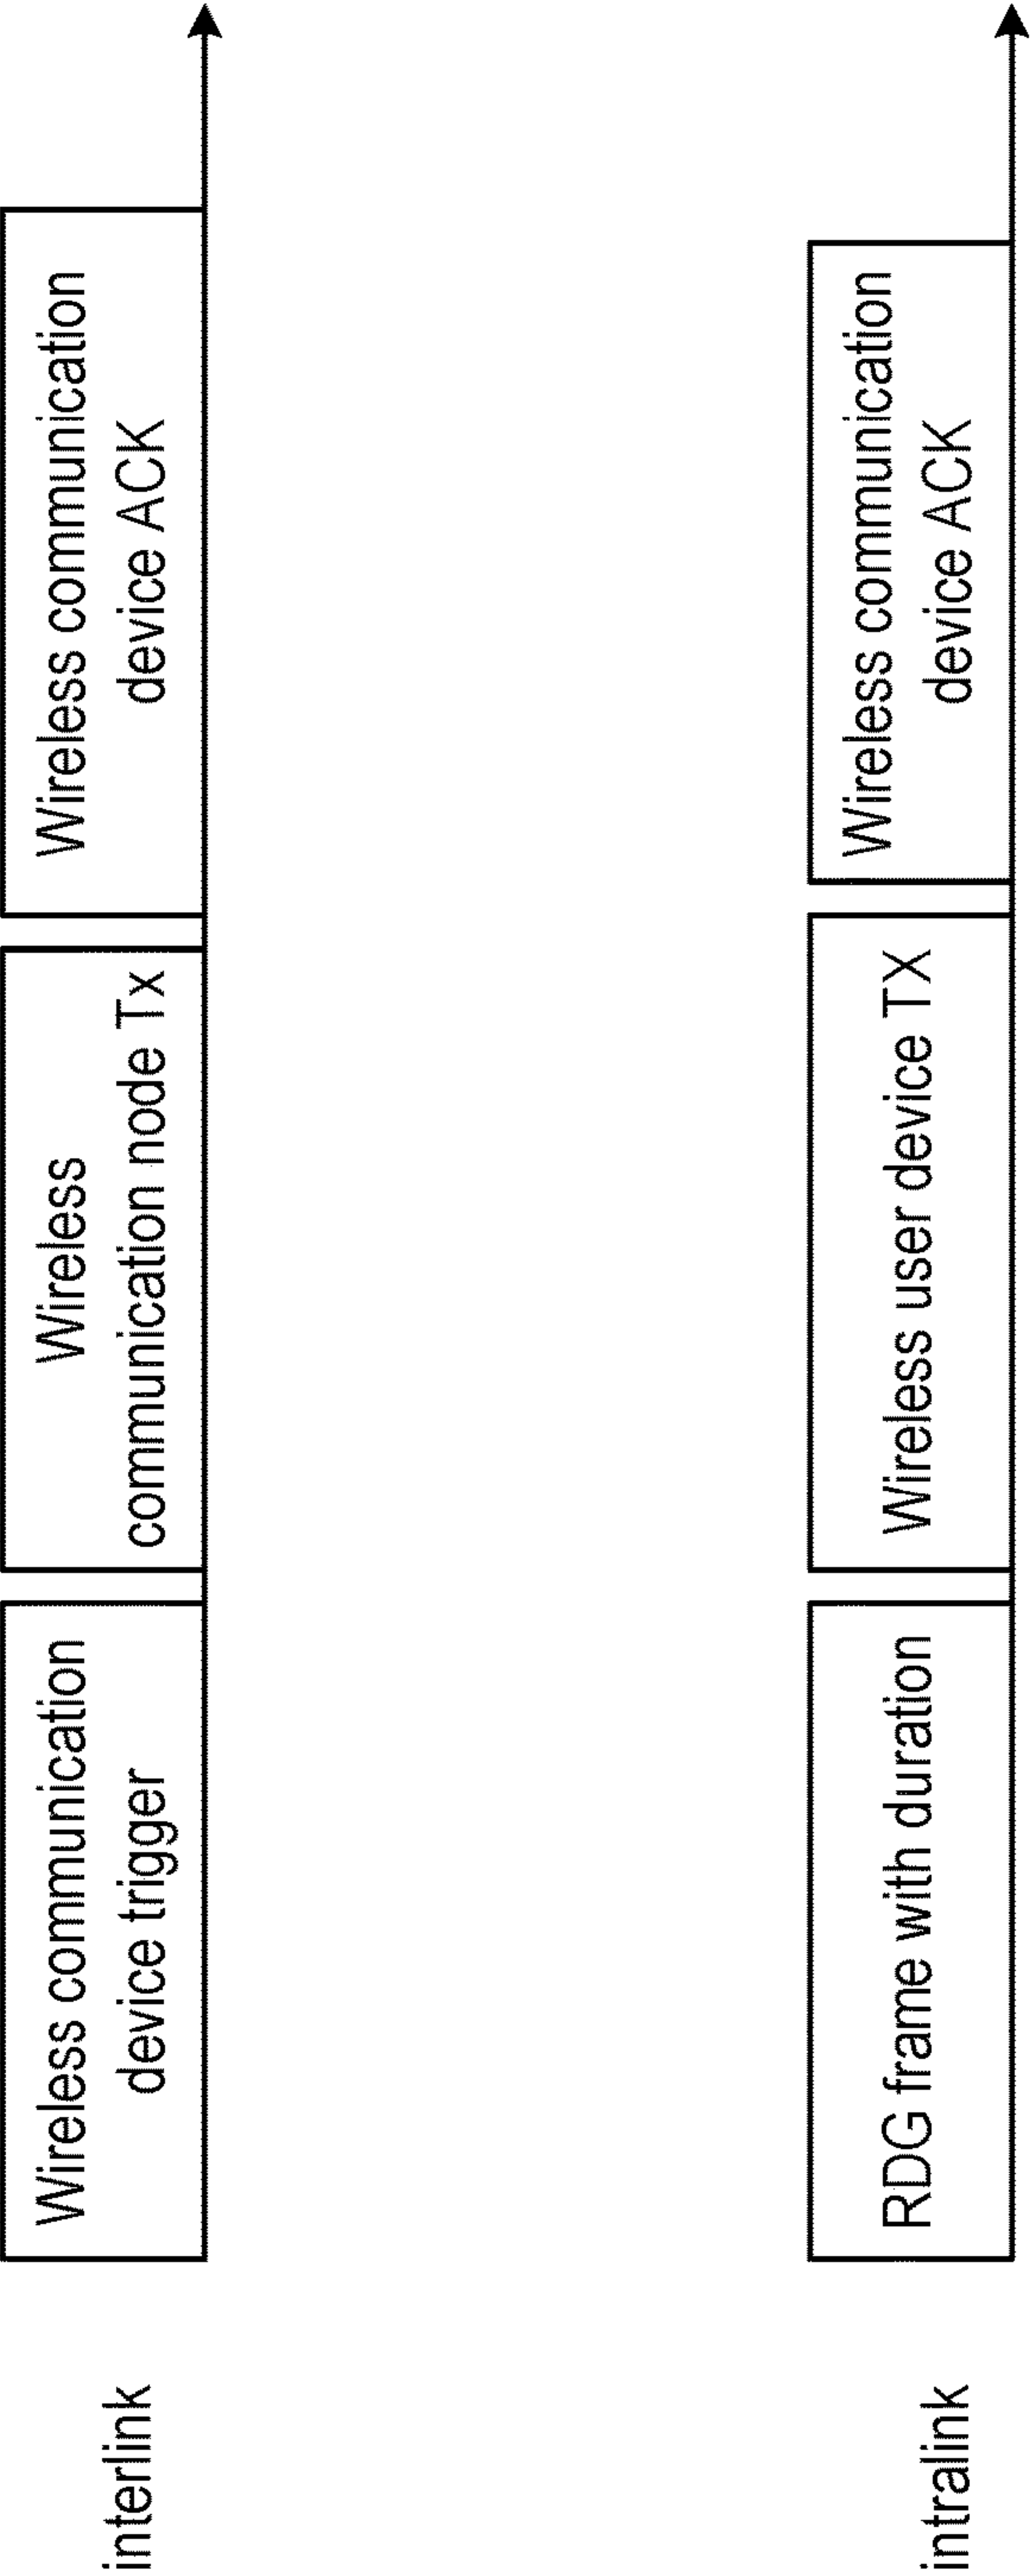 interlink
Wireless communication
device trigger
Wireless
communication node Tx
Wireless communication
device ACK
intralink
RDG frame with duration
Wireless user device TX
Wireless communication
device ACK